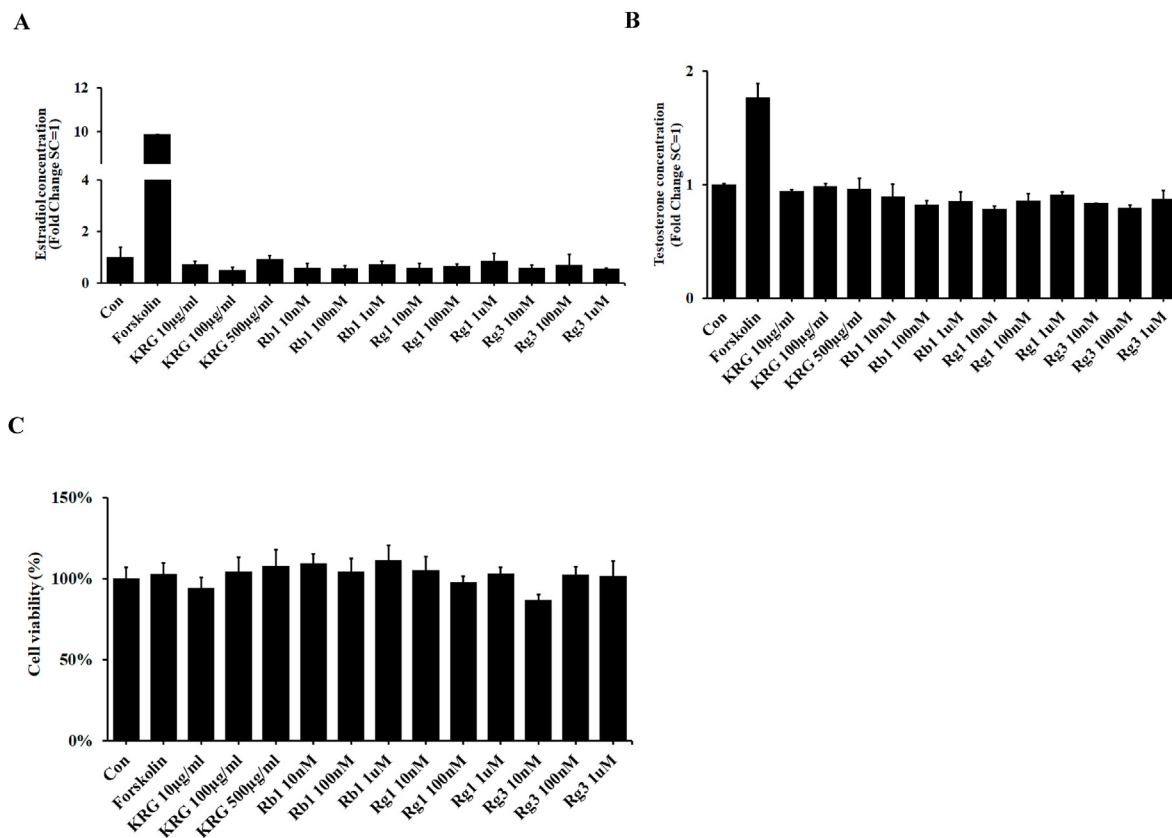 A
Estradiol concentration
(Fold Change SC=1)
12
10
4
2
0
Con
Forskolin
KRG 10µg/ml
KRG 100µg/ml
KRG 500µg/ml
Rb1 10nM
Rb1 100nM
Rb1 1uM
Rg1 10nM
Rg1 100nM
Rg1 1uM
Rg3 10nM
Rg3 100nM
Rg3 1uM
B
Testosterone concentration
(Fold Change SC=1)
2
1
0
Con
Forskolin
KRG 10µg/ml
KRG 100µg/ml
KRG 500µg/ml
Rb1 10nM
Rb1 100nM
Rb1 1uM
Rg1 10nM
Rg1 100nM
Rg1 1uM
Rg3 10nM
Rg3 100nM
Rg3 1uM
C
Cell viability (%)
150%
100%
50%
0%
Con
Forskolin
KRG 10µg/ml
KRG 100µg/ml
KRG 500µg/ml
Rb1 10nM
Rb1 100nM
Rb1 1uM
Rg1 10nM
Rg1 100nM
Rg1 1uM
Rg3 10nM
Rg3 100nM
Rg3 1uM